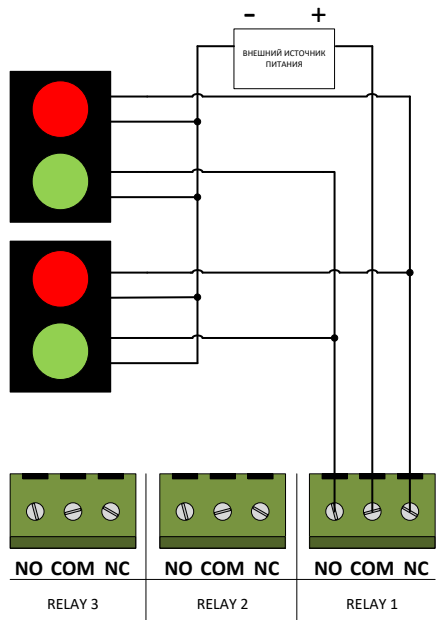 - +
ВНЕШНИЙ ИСТОЧНИК
ПИТАНИЯ
NO COM NC NO COM NC NO COM NC
RELAY 3 RELAY 2 RELAY 1